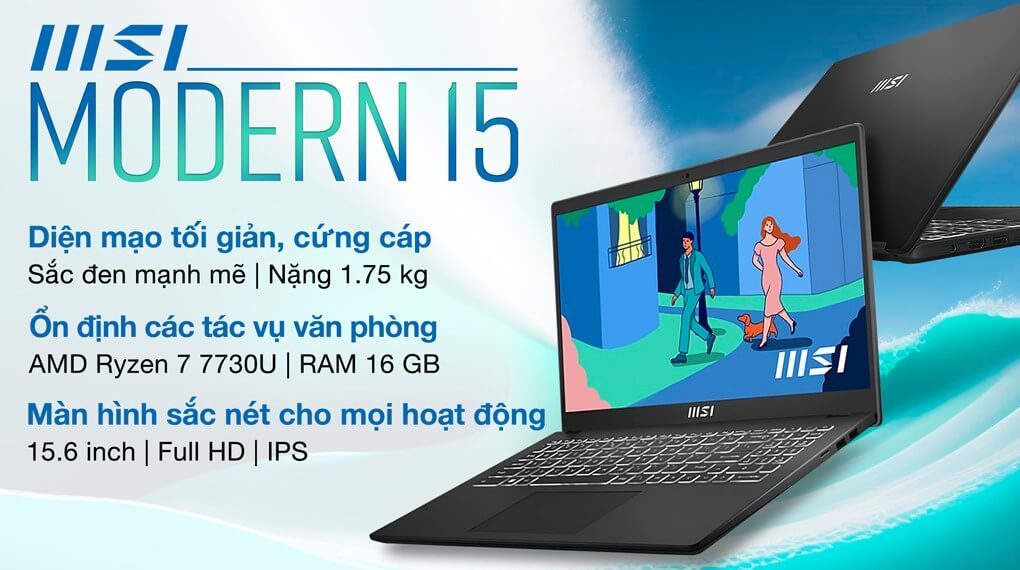 MSI
MODERN 15
Diện mạo tối giản, cứng cáp
Sắc đen mạnh mẽ | Nặng 1.75 kg
Ổn định các tác vụ văn phòng
AMD Ryzen 7 7730U | RAM 16 GB
Màn hình sắc nét cho mọi hoạt động
15.6 inch | Full HD | IPS
MSI
MSI
MSI